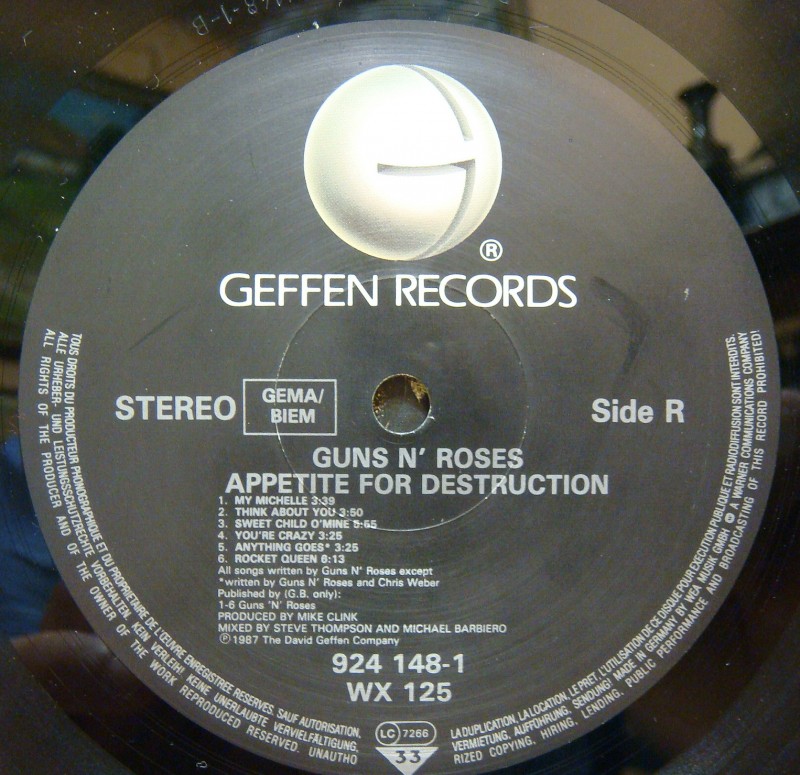 48-1-B
®
GEFFEN RECORDS
STEREO
GEMA/
BIEM
Side R
GUNS N' ROSES
APPETITE FOR DESTRUCTION
1. MY MICHELLE 3:39
2. THINK ABOUT YOU 3:50
3. SWEET CHILD O'MINE 5:55
4. YOU'RE CRAZY 3:25
5. ANYTHING GOES* 3:25
6. ROCKET QUEEN 6:13
All songs written by Guns N' Roses except
*written by Guns N' Roses and Chris Weber
Published by (G.B. only):
1-6 Guns 'N' Roses
PRODUCED BY MIKE CLINK
MIXED BY STEVE THOMPSON AND MICHAEL BARBIERO
℗1987 The David Geffen Company
924 148-1
WX 125
TOUS DROITS DU PRODUCTEUR PHONOGRAPHIQUE ET DU PROPRIETAIRE DE L'ŒUVRE ENREGISTREE RESERVES. SAUF AUTORISATION,
ALLE URHEBER- UND LEISTUNGSSCHUTZRECHTE VORBEHALTEN. KEIN VERLEIH! KEINE UNERLAUBTE VERVIELFÄLTIGUNG,
ALL RIGHTS OF THE PRODUCER AND OF THE OWNER OF THE WORK REPRODUCED RESERVED. UNAUTHO
LC 7266
33
LA DUPLICATION, LA LOCATION, LE PRET, L'UTILISATION DE CE DISQUE POUR EXECUTION PUBLIQUE ET RADIODIFFUSION SONT INTERDITS.
VERMIETUNG, AUFFÜHRUNG, SENDUNG! MADE IN GERMANY BY WEA MUSIK GMBH A WARNER COMMUNICATIONS COMPANY
RIZED COPYING, HIRING, LENDING, PUBLIC PERFORMANCE AND BROADCASTING OF THIS RECORD PROHIBITED!